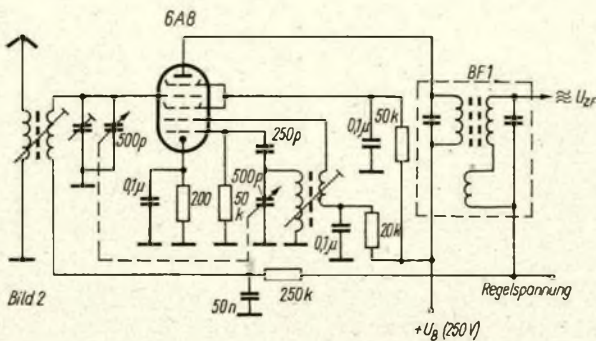 6A8
BF1
≋ U_ZF
500p
250p
0,1µ
50k
500p
0,1µ
200
50
k
0,1µ
20k
250k
Regelspannung
50n
Bild 2
+U_B (250V)